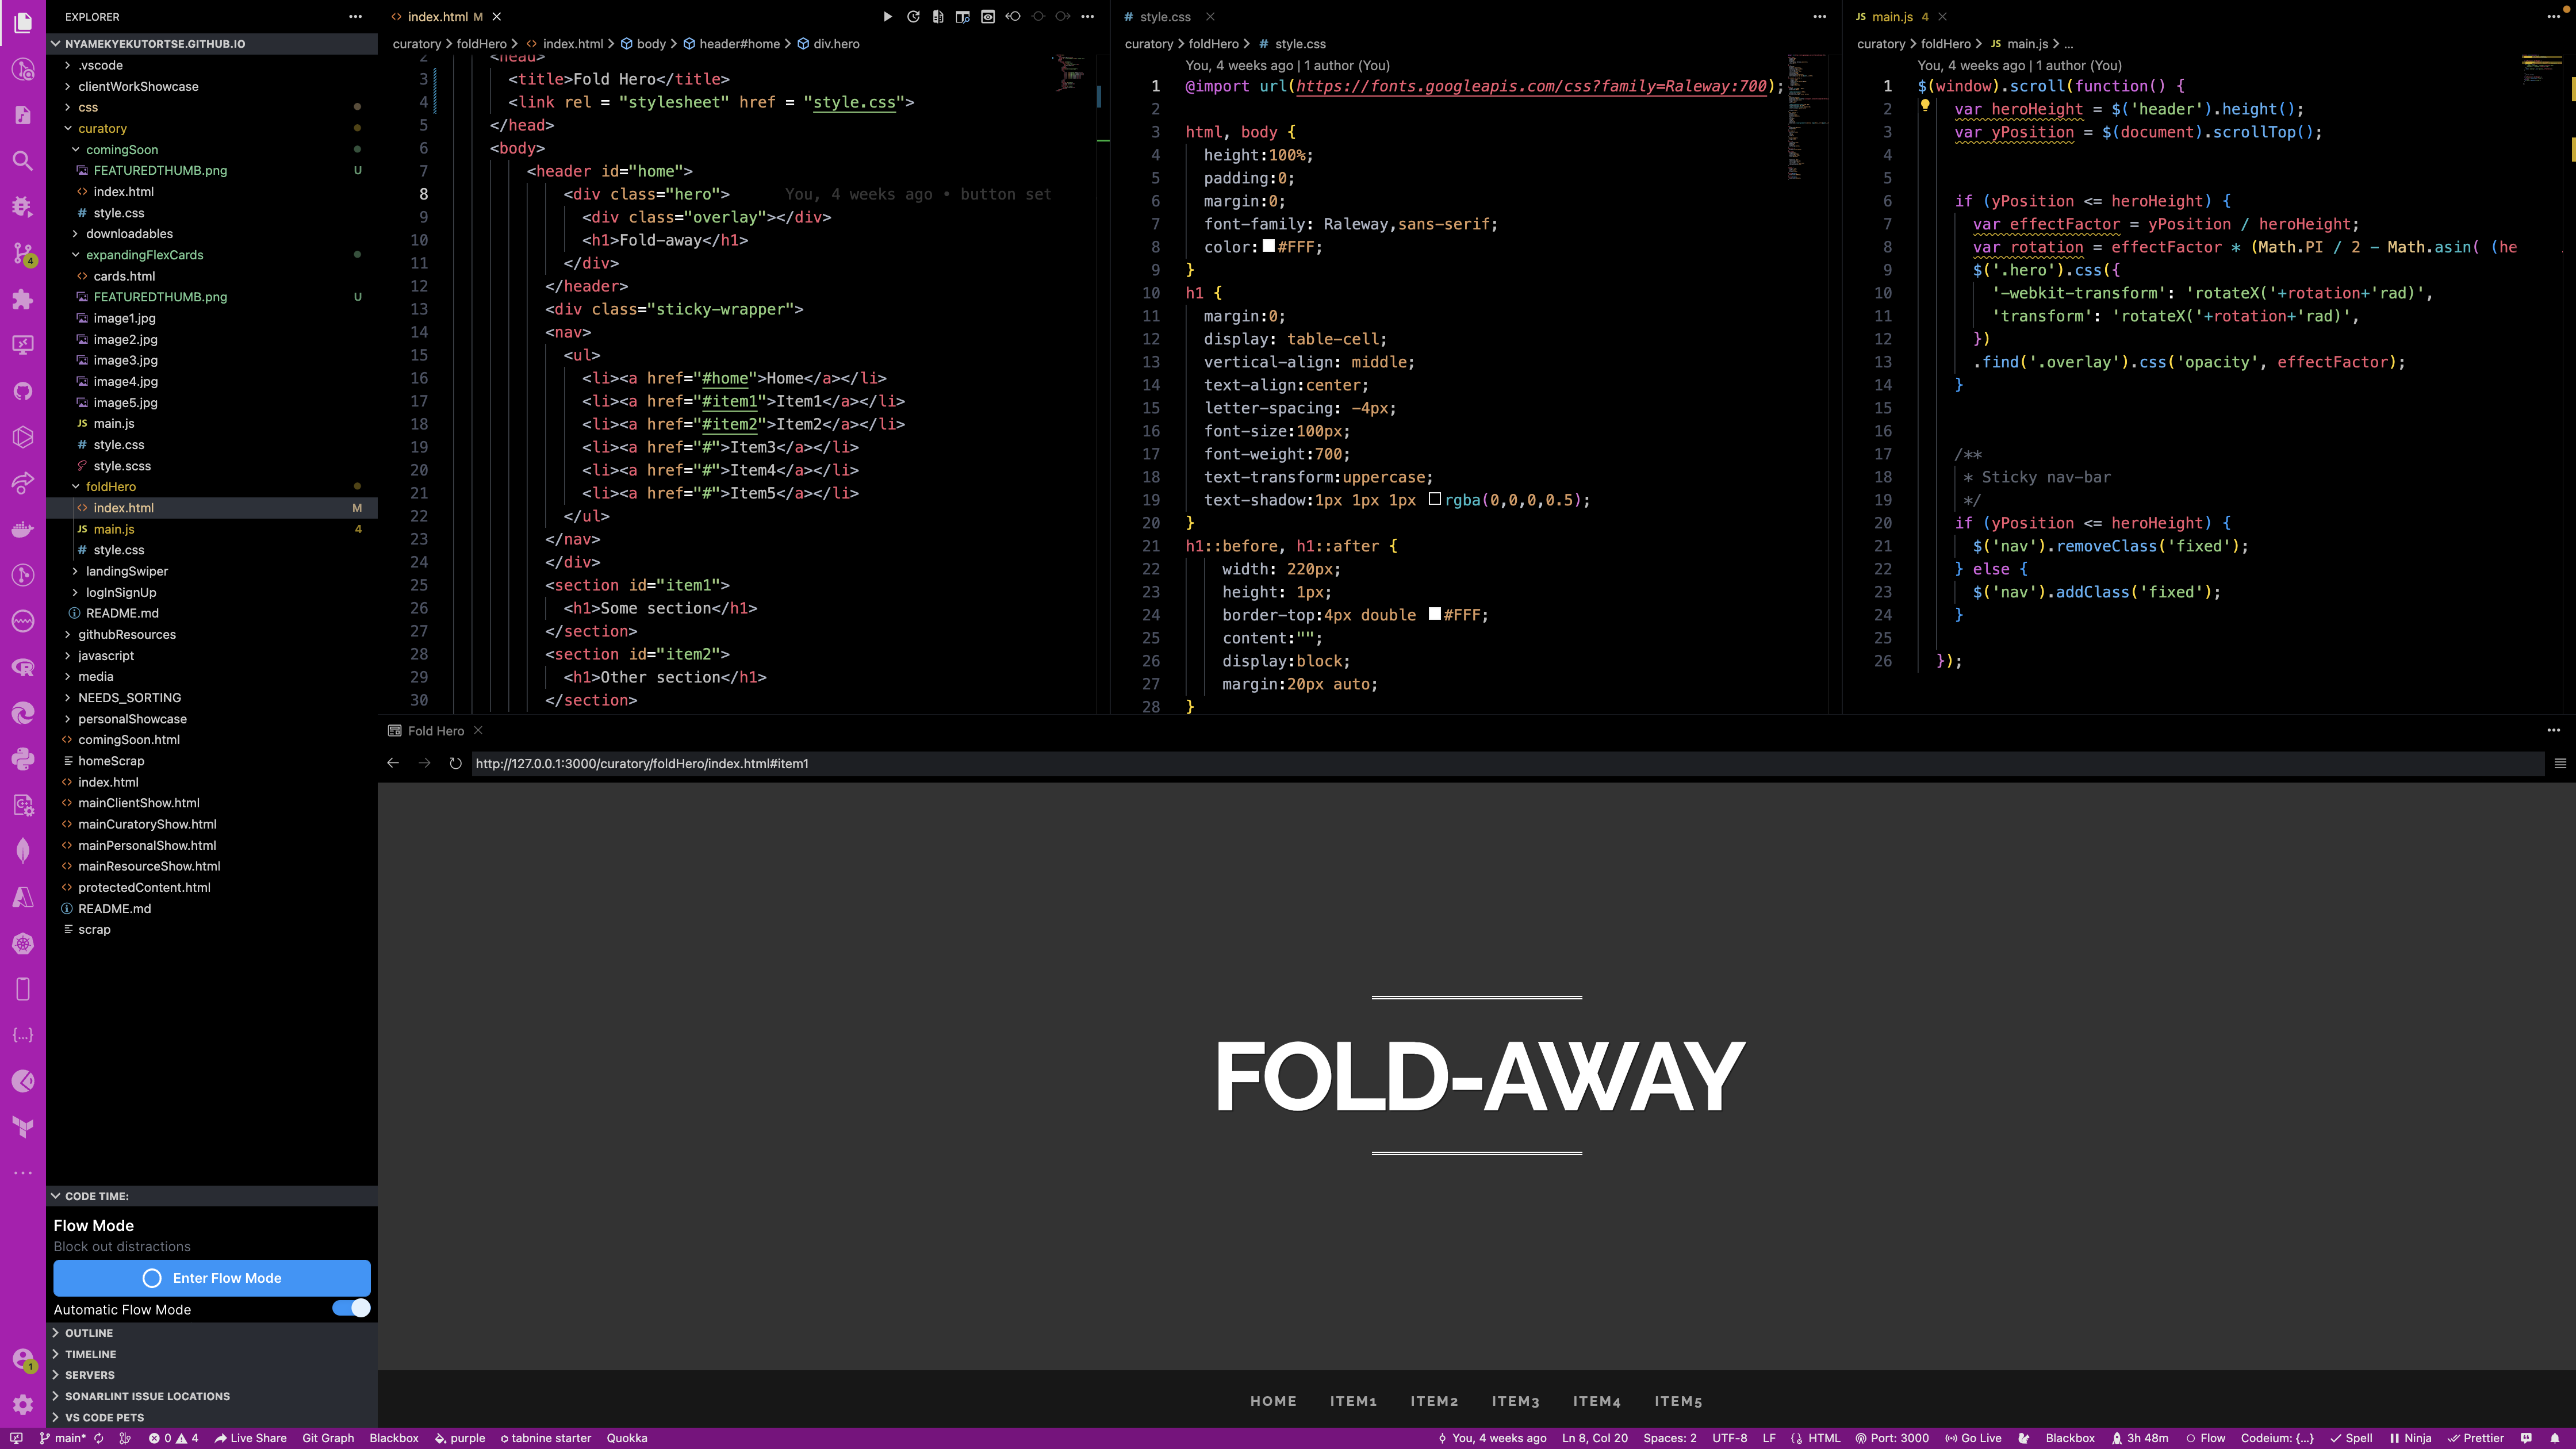 EXPLORER
NYAMEKYEKUTORTSE.GITHUB.IO
.vscode
clientWorkShowcase
css
curatory
comingSoon
FEATUREDTHUMB.png U
index.html
style.css
downloadables
expandingFlexCards
cards.html
FEATUREDTHUMB.png U
image1.jpg
image2.jpg
image3.jpg
image4.jpg
image5.jpg
main.js
style.css
style.scss
foldHero
index.html M
main.js 4
style.css
landingSwiper
logInSignUp
README.md
githubResources
javascript
media
NEEDS_SORTING
personalShowcase
comingSoon.html
homeScrap
index.html
mainClientShow.html
mainCuratoryShow.html
mainPersonalShow.html
mainResourceShow.html
protectedContent.html
README.md
scrap
CODE TIME:
Flow Mode
Block out distractions
Enter Flow Mode
Automatic Flow Mode
OUTLINE
TIMELINE
SERVERS
SONARLINT ISSUE LOCATIONS
VS CODE PETS
4
1
index.html M
curatory > foldHero > index.html > body > header#home > div.hero
2 <head>
3 <title>Fold Hero</title>
4 <link rel = "stylesheet" href = "style.css">
5 </head>
6 <body>
7 <header id="home">
8 <div class="hero"> You, 4 weeks ago • button set
9 <div class="overlay"></div>
10 <h1>Fold-away</h1>
11 </div>
12 </header>
13 <div class="sticky-wrapper">
14 <nav>
15 <ul>
16 <li><a href="#home">Home</a></li>
17 <li><a href="#item1">Item1</a></li>
18 <li><a href="#item2">Item2</a></li>
19 <li><a href="#">Item3</a></li>
20 <li><a href="#">Item4</a></li>
21 <li><a href="#">Item5</a></li>
22 </ul>
23 </nav>
24 </div>
25 <section id="item1">
26 <h1>Some section</h1>
27 </section>
28 <section id="item2">
29 <h1>Other section</h1>
30 </section>
# style.css
curatory > foldHero > # style.css
You, 4 weeks ago | 1 author (You)
1 @import url(https://fonts.googleapis.com/css?family=Raleway:700);
2
3 html, body {
4 height:100%;
5 padding:0;
6 margin:0;
7 font-family: Raleway,sans-serif;
8 color:#FFF;
9 }
10 h1 {
11 margin:0;
12 display: table-cell;
13 vertical-align: middle;
14 text-align:center;
15 letter-spacing: -4px;
16 font-size:100px;
17 font-weight:700;
18 text-transform:uppercase;
19 text-shadow:1px 1px 1px rgba(0,0,0,0.5);
20 }
21 h1::before, h1::after {
22 width: 220px;
23 height: 1px;
24 border-top:4px double #FFF;
25 content:"";
26 display:block;
27 margin:20px auto;
28 }
JS main.js 4
curatory > foldHero > JS main.js > ...
You, 4 weeks ago | 1 author (You)
1 $(window).scroll(function() {
2 var heroHeight = $('header').height();
3 var yPosition = $(document).scrollTop();
4
5
6 if (yPosition <= heroHeight) {
7 var effectFactor = yPosition / heroHeight;
8 var rotation = effectFactor * (Math.PI / 2 - Math.asin( (he
9 $('.hero').css({
10 '-webkit-transform': 'rotateX('+rotation+'rad)',
11 'transform': 'rotateX('+rotation+'rad)',
12 })
13 .find('.overlay').css('opacity', effectFactor);
14 }
15
16
17 /**
18 * Sticky nav-bar
19 */
20 if (yPosition <= heroHeight) {
21 $('nav').removeClass('fixed');
22 } else {
23 $('nav').addClass('fixed');
24 }
25
26 });
Fold Hero
http://127.0.0.1:3000/curatory/foldHero/index.html#item1
FOLD-AWAY
HOME ITEM1 ITEM2 ITEM3 ITEM4 ITEM5
main* 0 4 Live Share Git Graph Blackbox purple tabnine starter Quokka You, 4 weeks ago Ln 8, Col 20 Spaces: 2 UTF-8 LF HTML Port: 3000 Go Live Blackbox 3h 48m Flow Codeium: {...} Spell Ninja Prettier